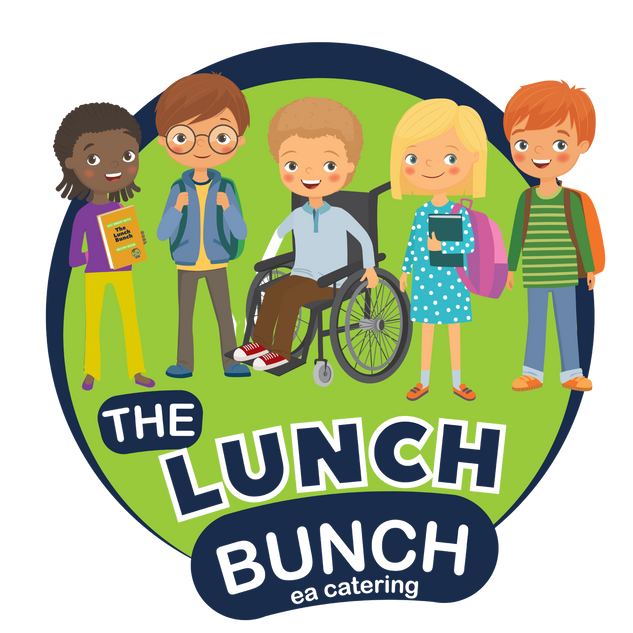 The
Lunch
Bunch
THE
LUNCH
BUNCH
ea catering